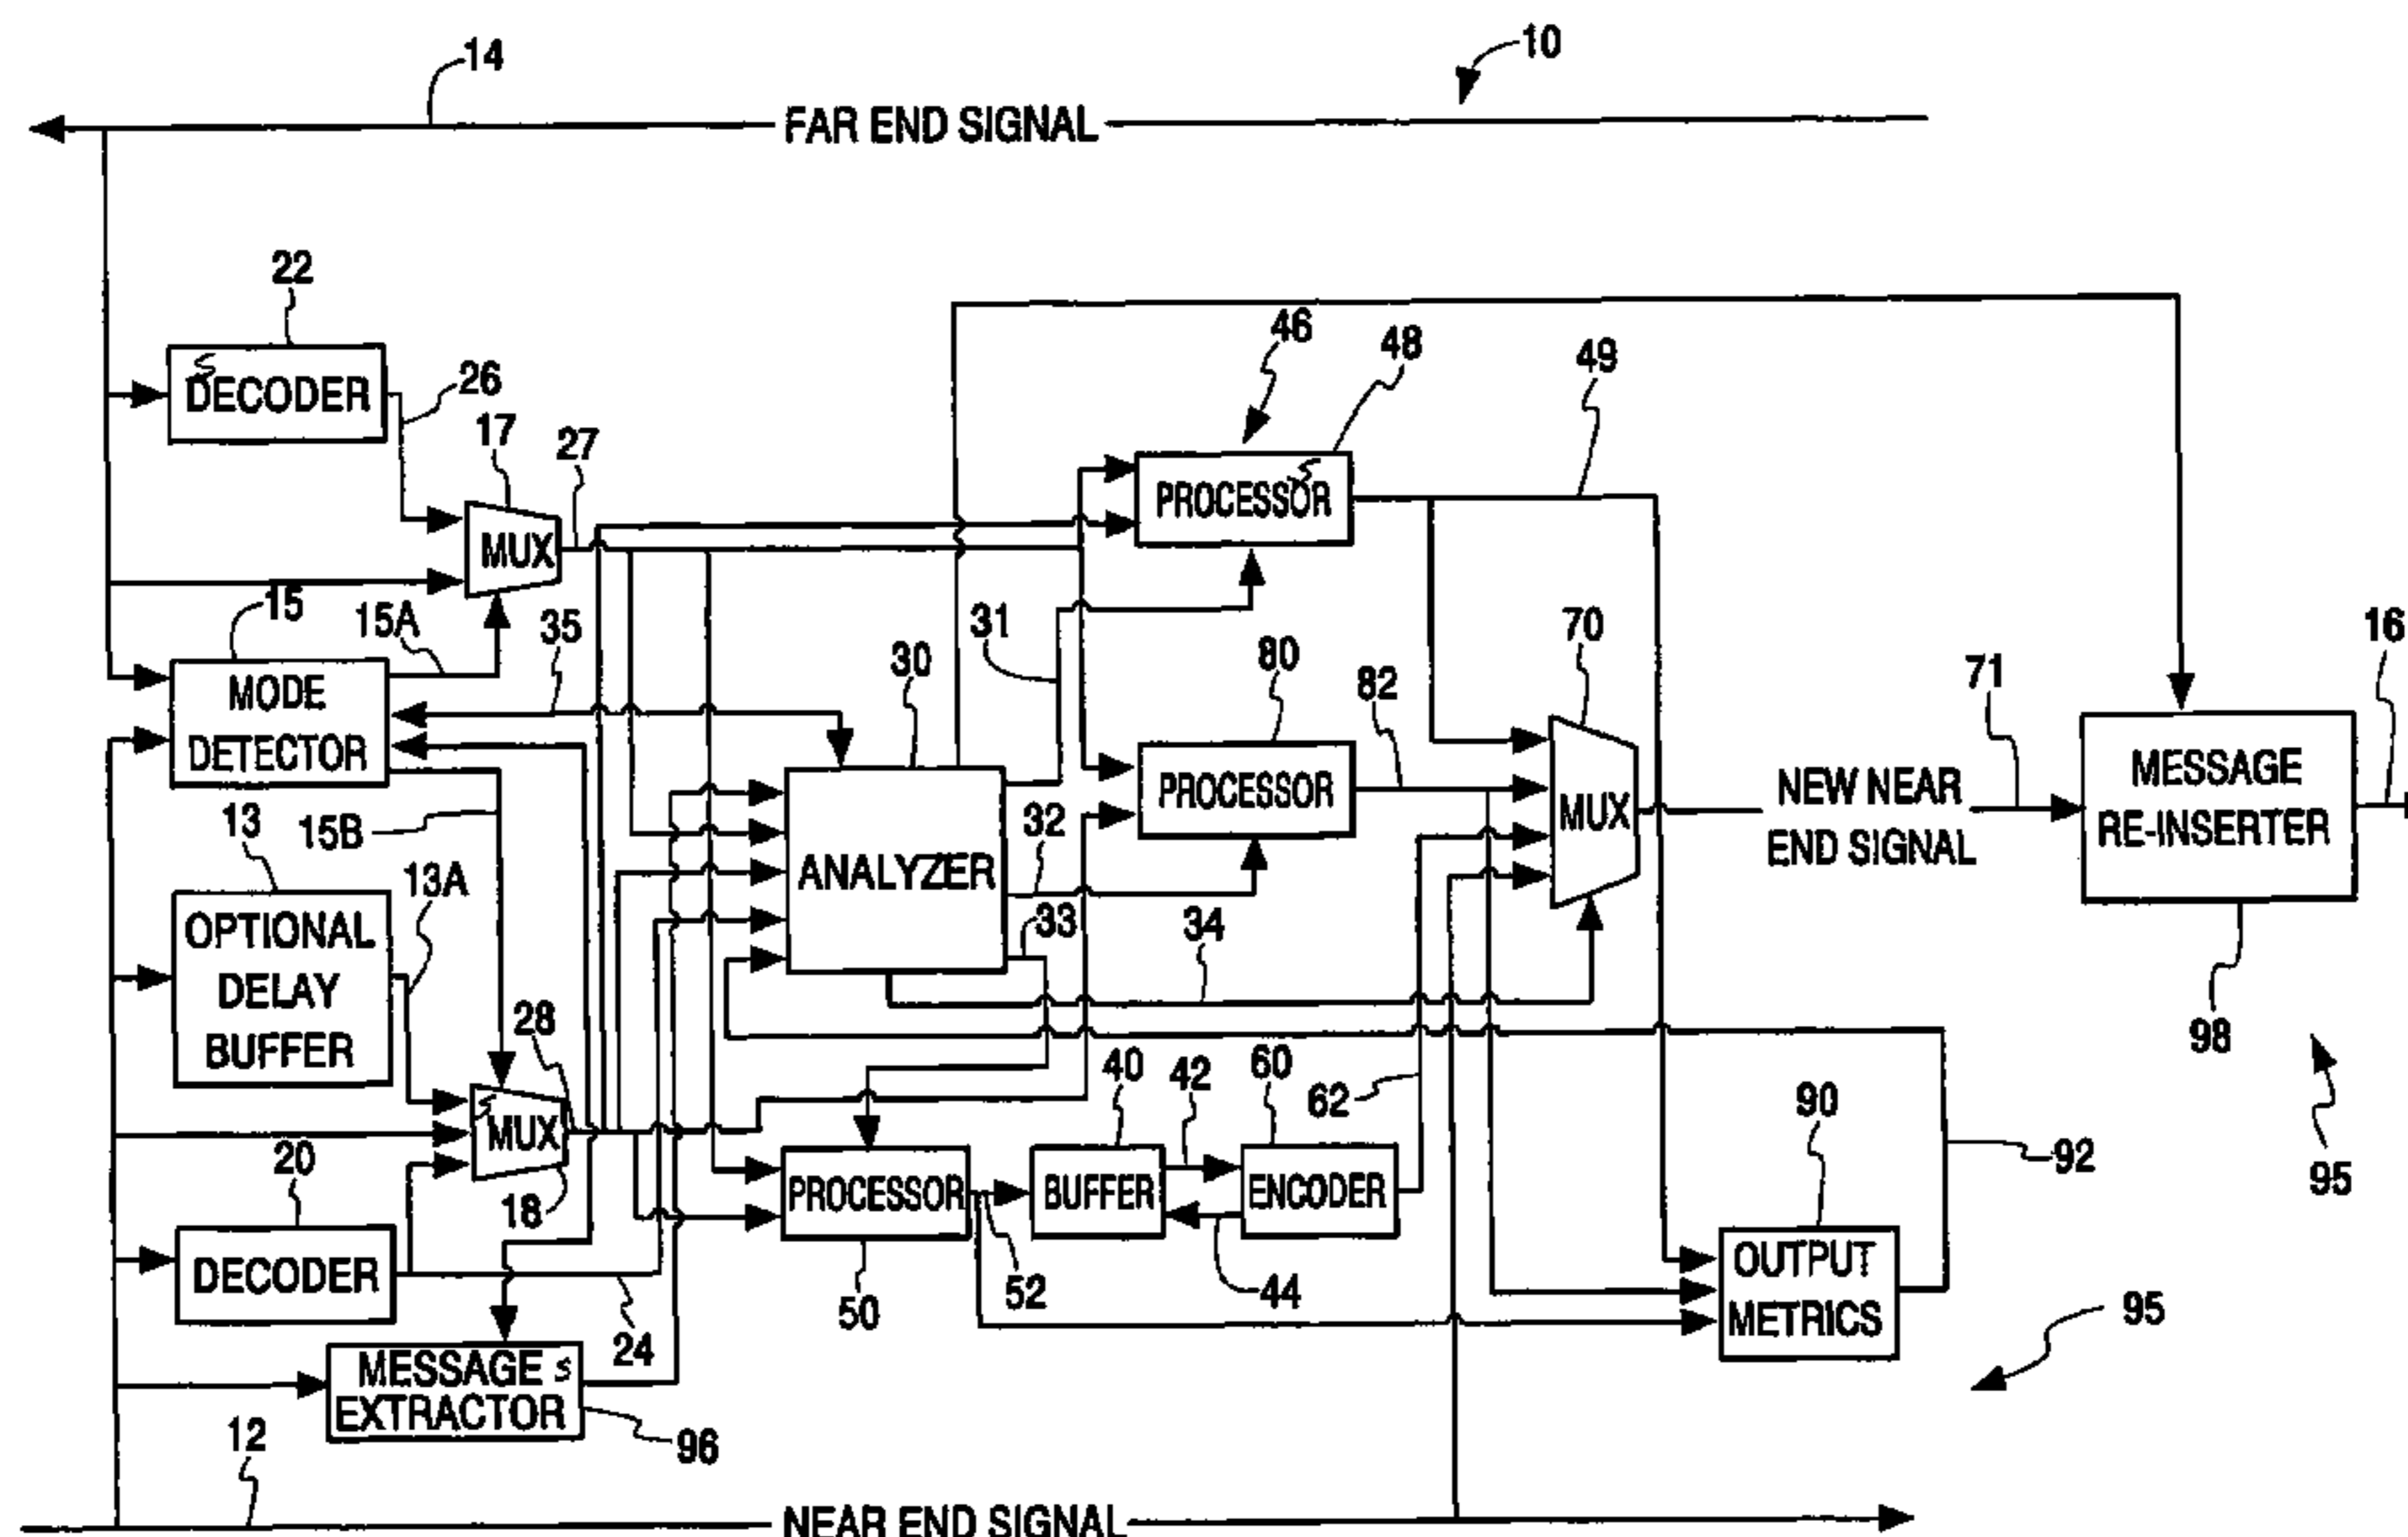 14
10
FAR END SIGNAL
22
DECODER
26
17
27
MUX
46
48
49
PROCESSOR
15
15A
35
MODE
DETECTOR
15B
30
31
ANALYZER
32
33
34
80
PROCESSOR
82
70
MUX
71
NEW NEAR
END SIGNAL
16
MESSAGE
RE-INSERTER
98
95
13
13A
OPTIONAL
DELAY
BUFFER
28
MUX
18
20
DECODER
24
MESSAGE
EXTRACTOR
96
PROCESSOR
50
52
40
BUFFER
42
44
60
ENCODER
62
90
OUTPUT
METRICS
92
95
12
NEAR END SIGNAL